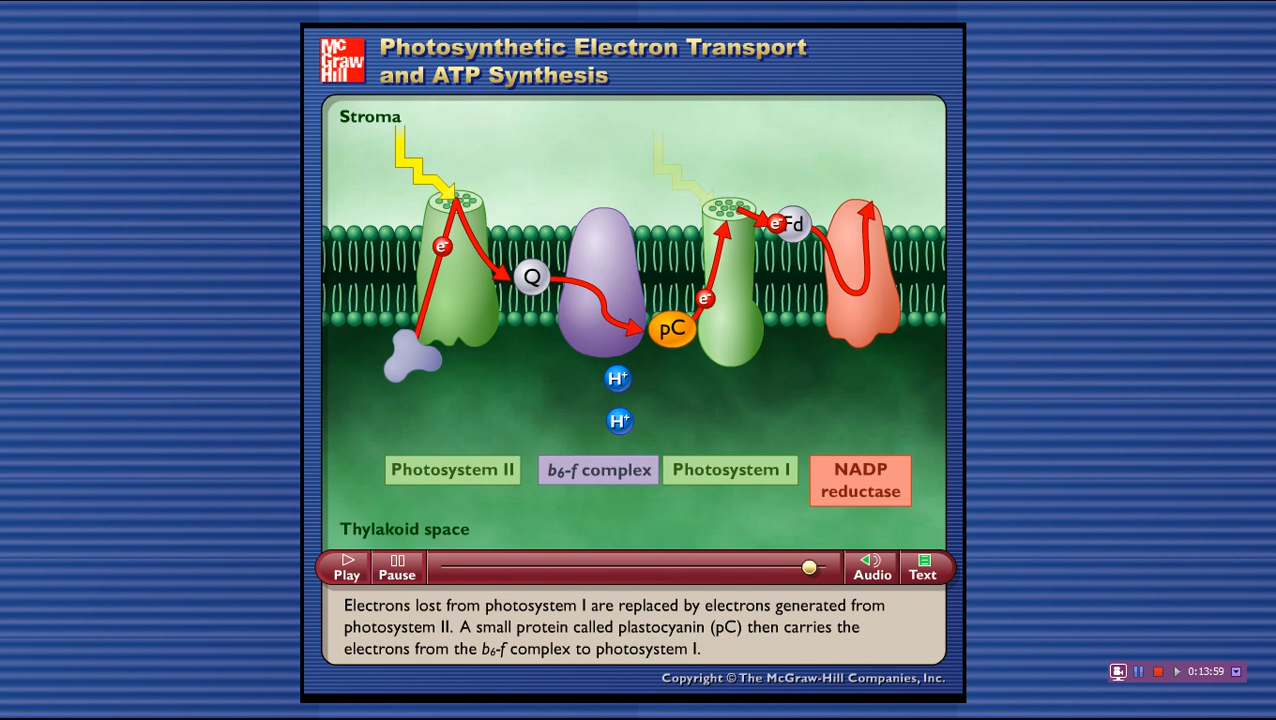 Mc
Graw
Hill
Photosynthetic Electron Transport
and ATP Synthesis
Stroma
e-
Q
pC
e-
e-
Fd
H+
H+
Photosystem II
b6-f complex
Photosystem I
NADP
reductase
Thylakoid space
Play
Pause
Audio
Text
Electrons lost from photosystem I are replaced by electrons generated from
photosystem II. A small protein called plastocyanin (pC) then carries the
electrons from the b6-f complex to photosystem I.
Copyright © The McGraw-Hill Companies, Inc.
0:13:59